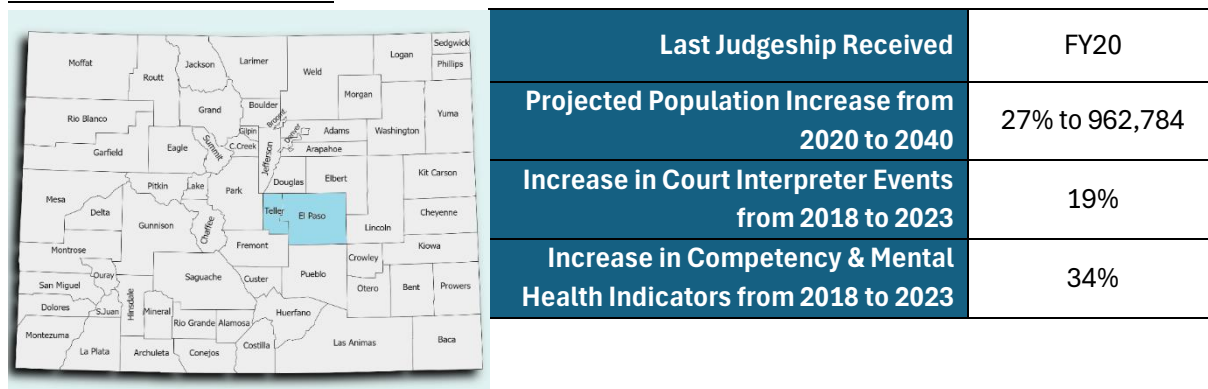 Moffat
Routt
Jackson
Larimer
Weld
Logan
Sedgwick
Phillips
Morgan
Grand
Boulder
Broomf
Rio Blanco
Yuma
Gilpin
Denver
Adams
Washington
Garfield
Eagle
Summit
C.Creek
Jefferson
Arapahoe
Kit Carson
Pitkin
Lake
Park
Douglas
Elbert
Mesa
Delta
Gunnison
Chaffee
Teller
El Paso
Lincoln
Cheyenne
Montrose
Fremont
Kiowa
Crowley
Ouray
Saguache
Custer
Pueblo
San Miguel
Otero
Bent
Prowers
Dolores
S.Juan
Hinsdale
Mineral
Rio Grande
Alamosa
Huerfano
Montezuma
La Plata
Archuleta
Conejos
Costilla
Las Animas
Baca
Last Judgeship Received
FY20
Projected Population Increase from
2020 to 2040
27% to 962,784
Increase in Court Interpreter Events
from 2018 to 2023
19%
Increase in Competency & Mental
Health Indicators from 2018 to 2023
34%